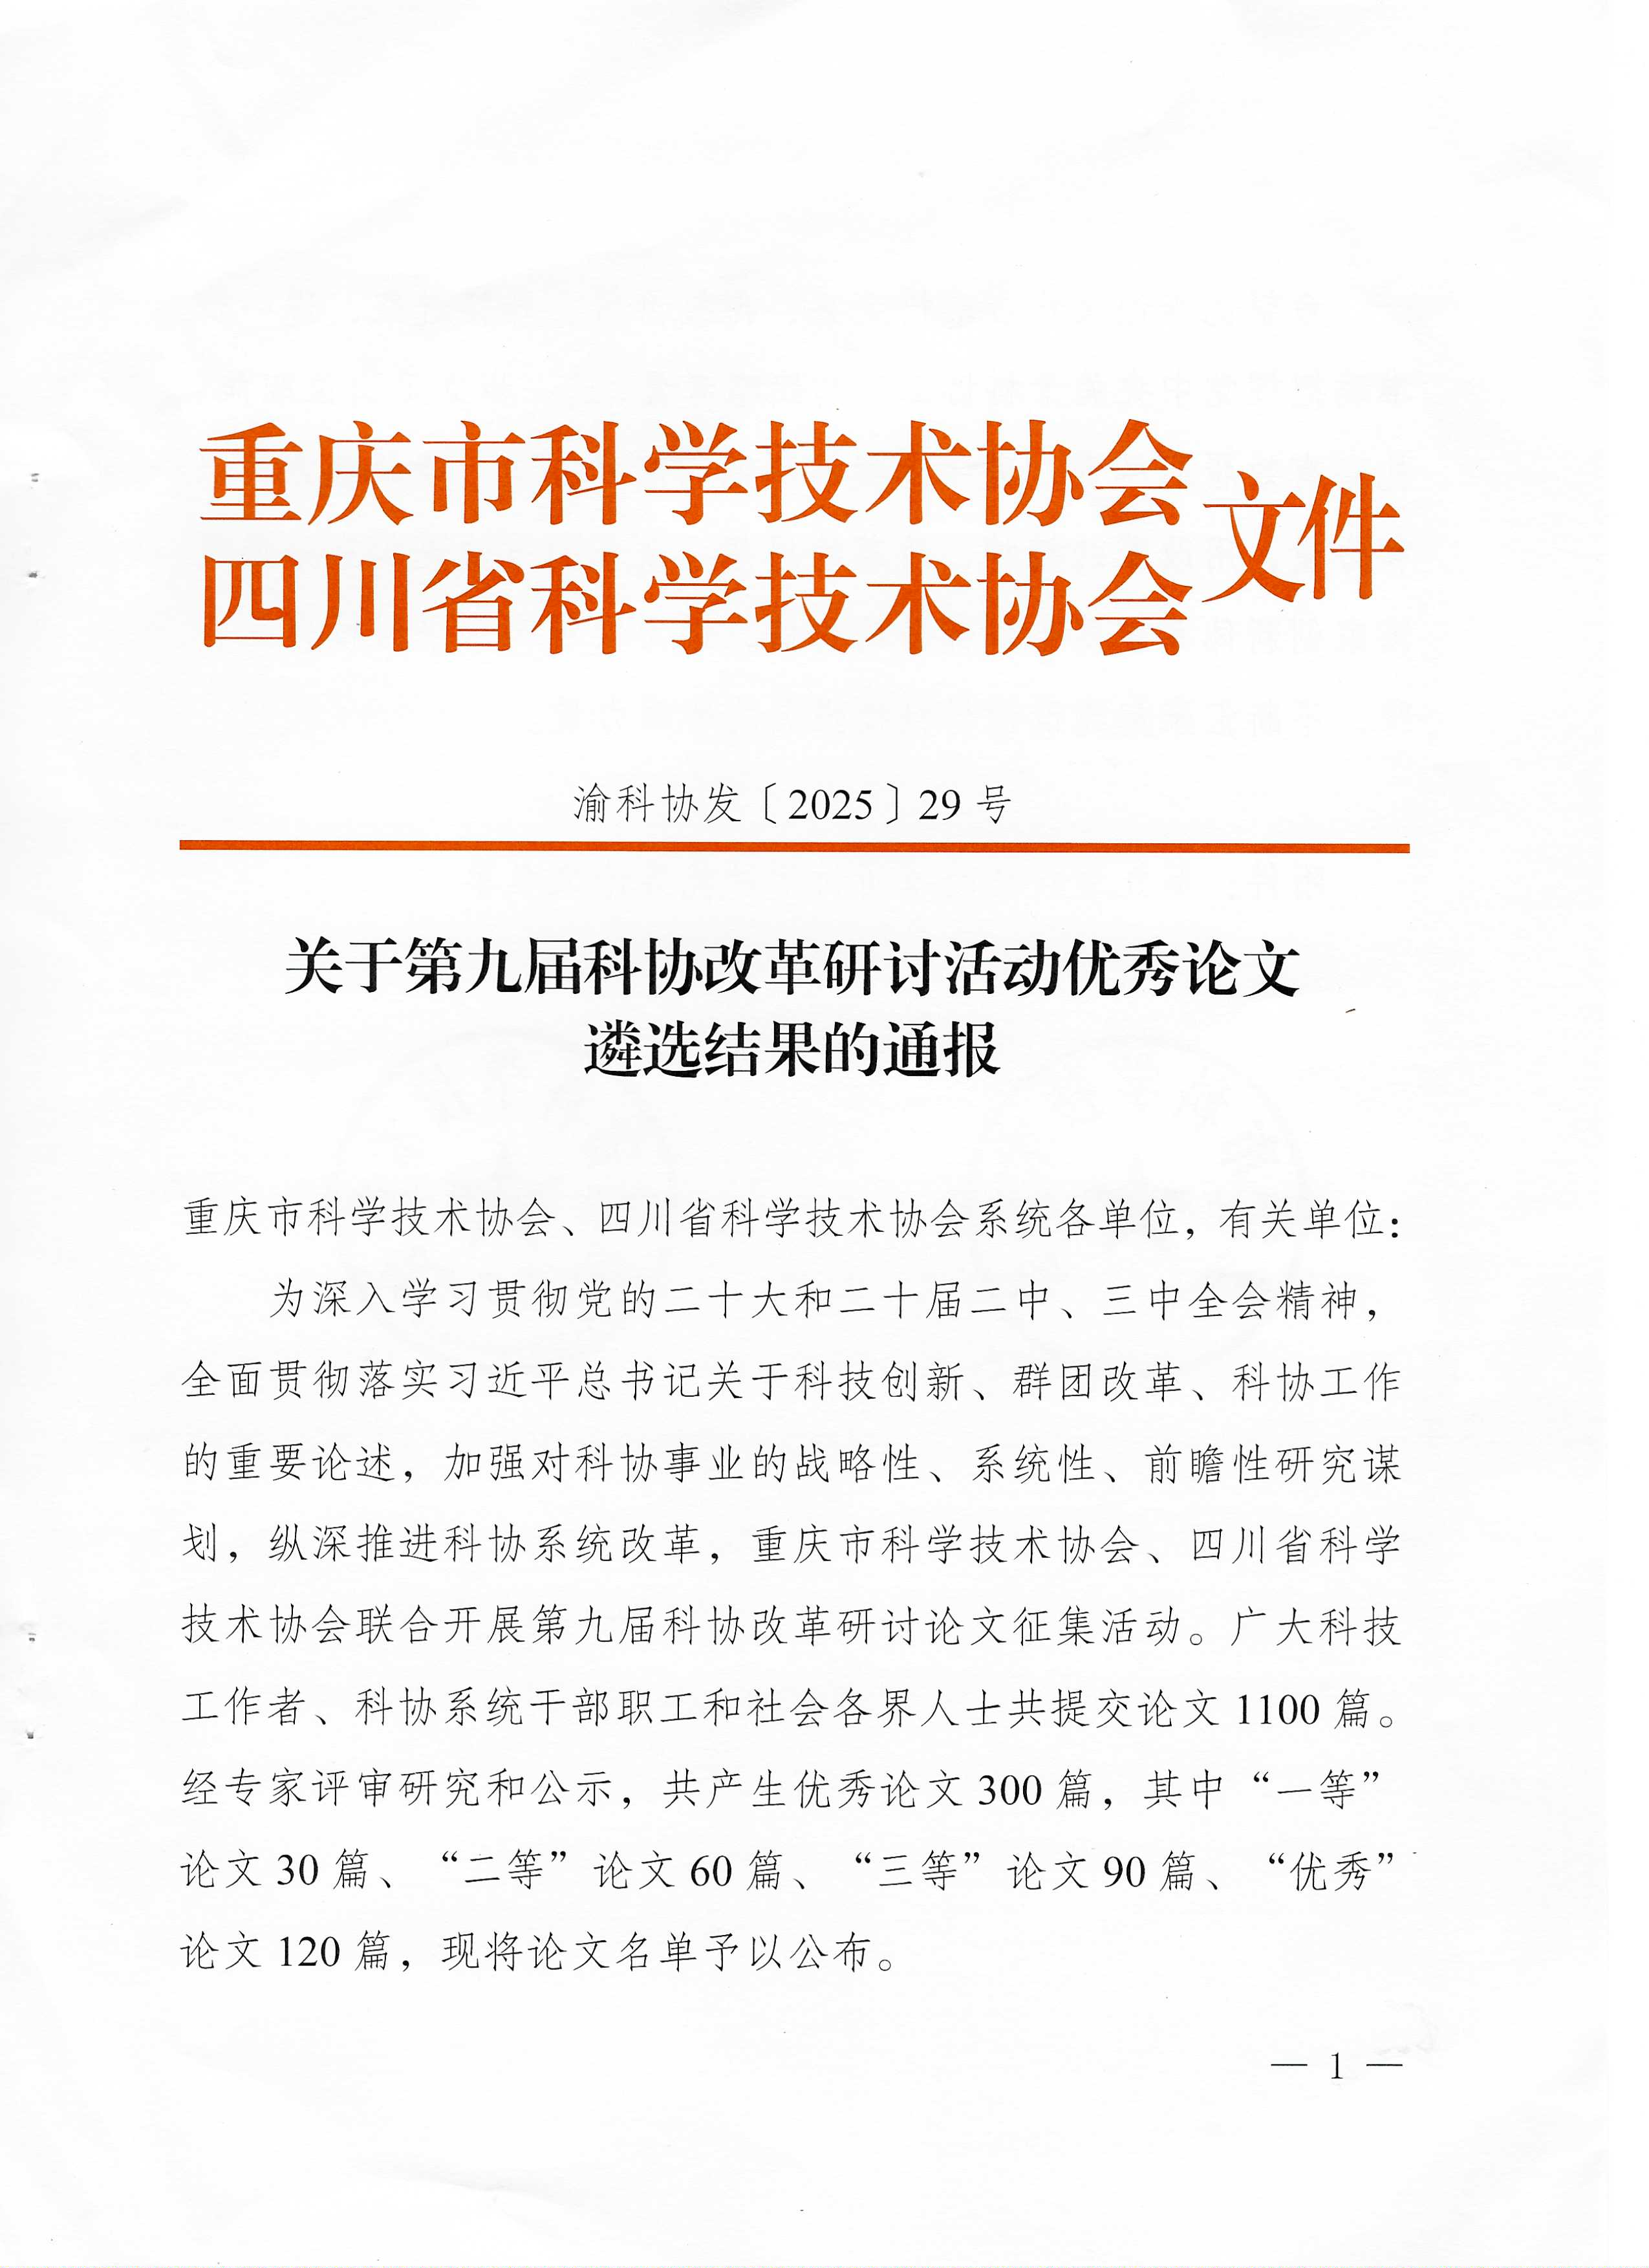 重庆市科学技术协会
四川省科学技术协会
文件
渝科协发〔2025〕29 号
关于第九届科协改革研讨活动优秀论文
遴选结果的通报
重庆市科学技术协会、四川省科学技术协会系统各单位，有关单位：
为深入学习贯彻党的二十大和二十届二中、三中全会精神，
全面贯彻落实习近平总书记关于科技创新、群团改革、科协工作
的重要论述，加强对科协事业的战略性、系统性、前瞻性研究谋
划，纵深推进科协系统改革，重庆市科学技术协会、四川省科学
技术协会联合开展第九届科协改革研讨论文征集活动。广大科技
工作者、科协系统干部职工和社会各界人士共提交论文 1100 篇。
经专家评审研究和公示，共产生优秀论文 300 篇，其中“一等”
论文 30 篇、“二等”论文 60 篇、“三等”论文 90 篇、“优秀”
论文 120 篇，现将论文名单予以公布。
— 1 —